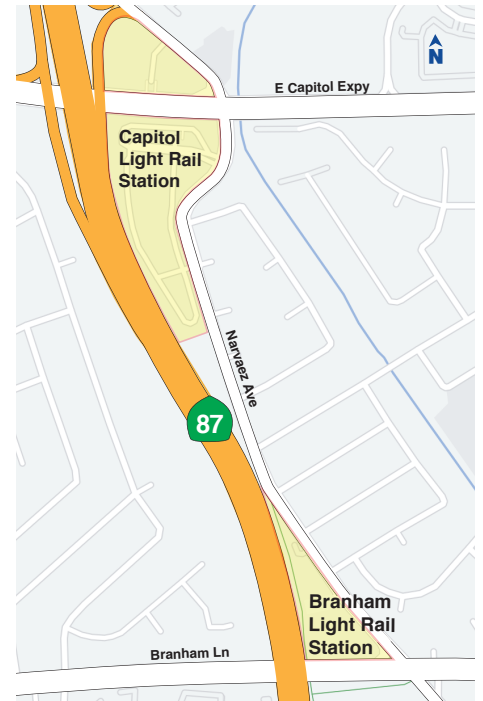 N
E Capitol Expy
Capitol
Light Rail
Station
Narvaez Ave
87
Branham
Light Rail
Station
Branham Ln